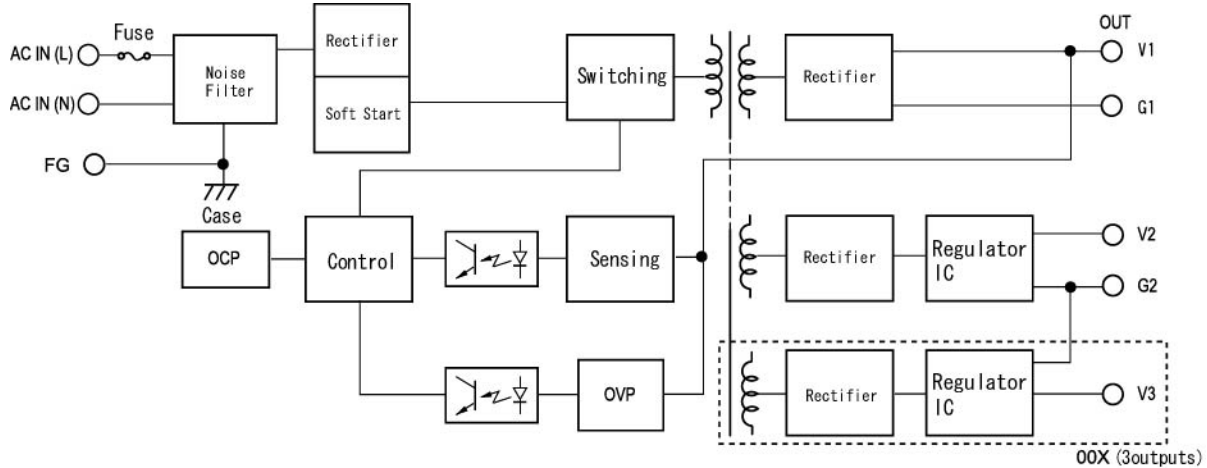 OUT
Fuse
AC IN (L)
Noise
Filter
Rectifier
Switching
Rectifier
V1
AC IN (N)
Soft Start
G1
FG
Case
OCP
Control
Sensing
Rectifier
Regulator
IC
V2
G2
OVP
Rectifier
Regulator
IC
V3
OOX (3outputs)